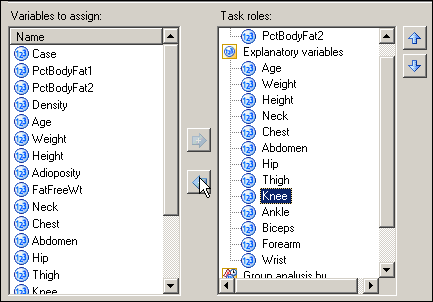 Variables to assign:
Name
Case
PctBodyFat1
PctBodyFat2
Density
Age
Weight
Height
Adioposity
FatFreeWt
Neck
Chest
Abdomen
Hip
Thigh
Knee
Task roles:
PctBodyFat2
Explanatory variables
Age
Weight
Height
Neck
Chest
Abdomen
Hip
Thigh
Knee
Ankle
Biceps
Forearm
Wrist
Group analysis by